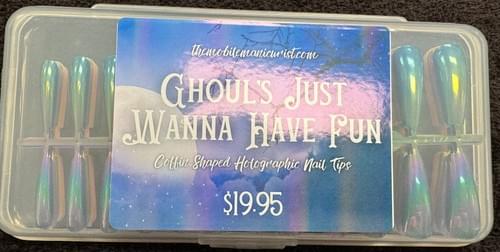 themobilemanicurist.com
GHOUL'S JUST
WANNA HAVE FUN
Coffin Shaped Holographic Nail Tips
$19.95